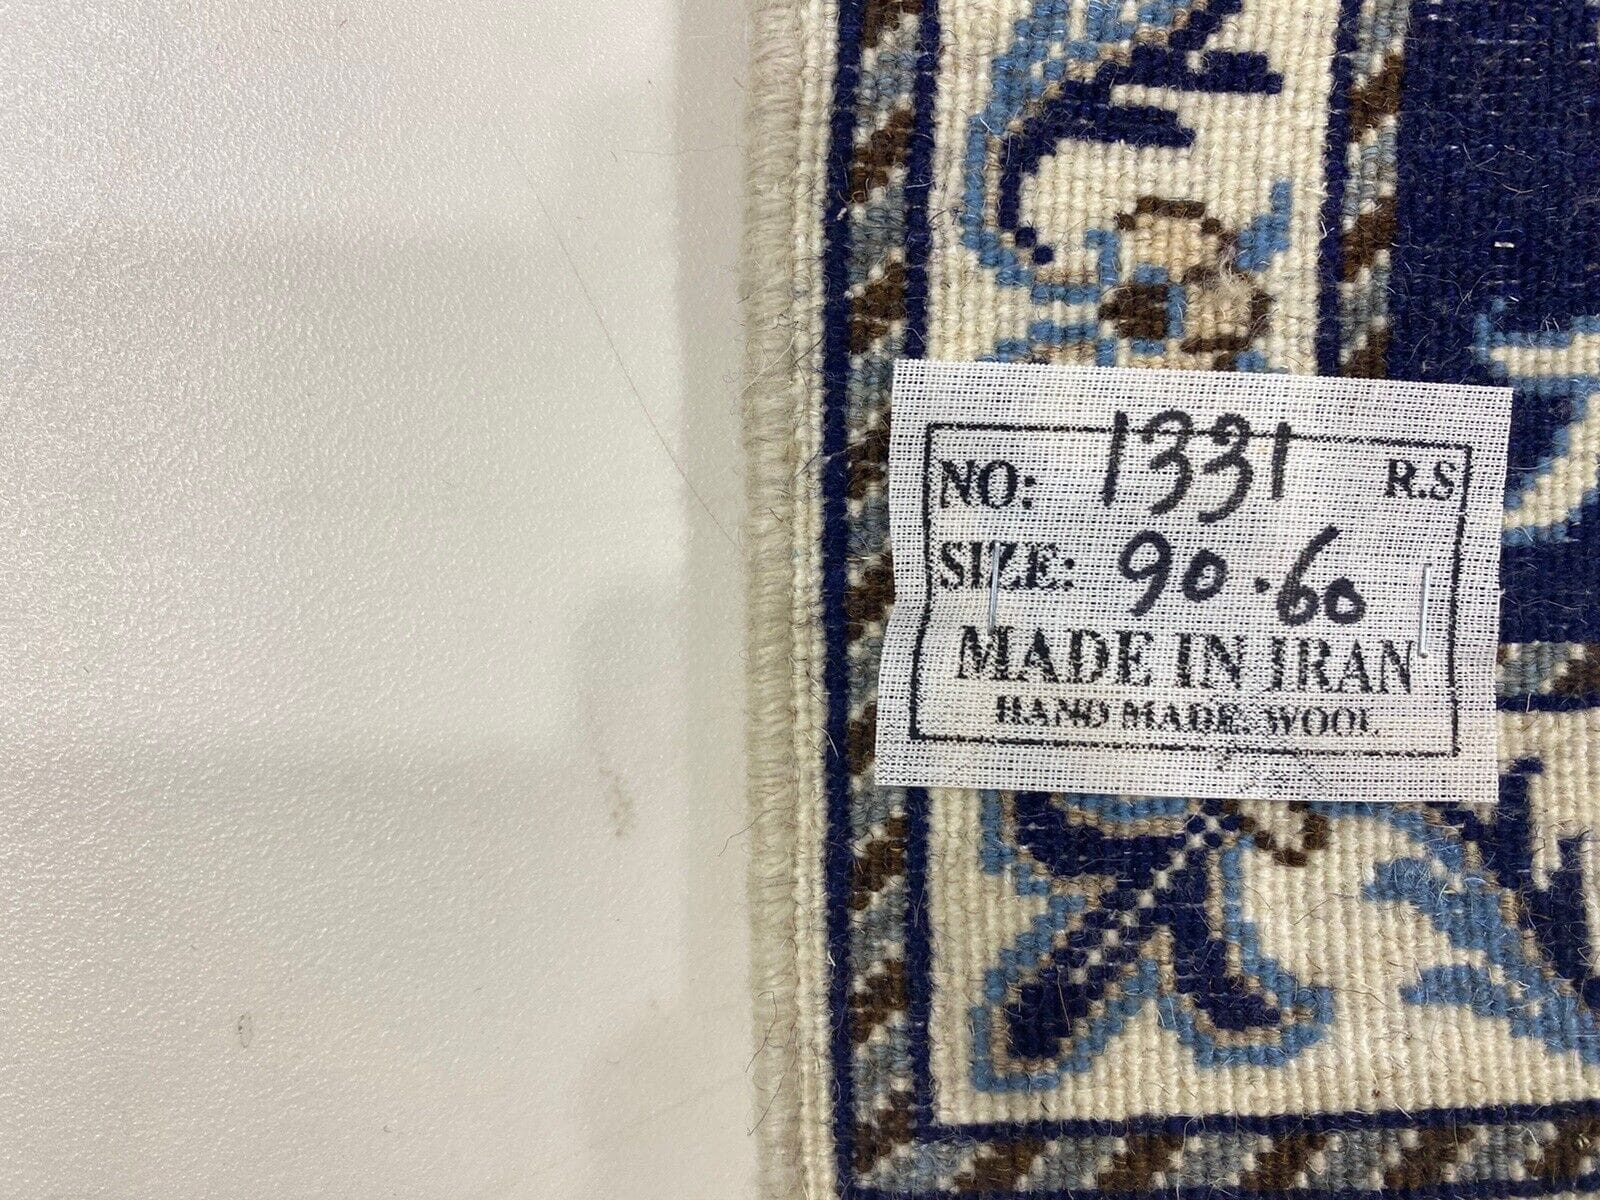 NO: 1331 R.S
SIZE: 90.60
MADE IN IRAN
HAND MADE. WOOL